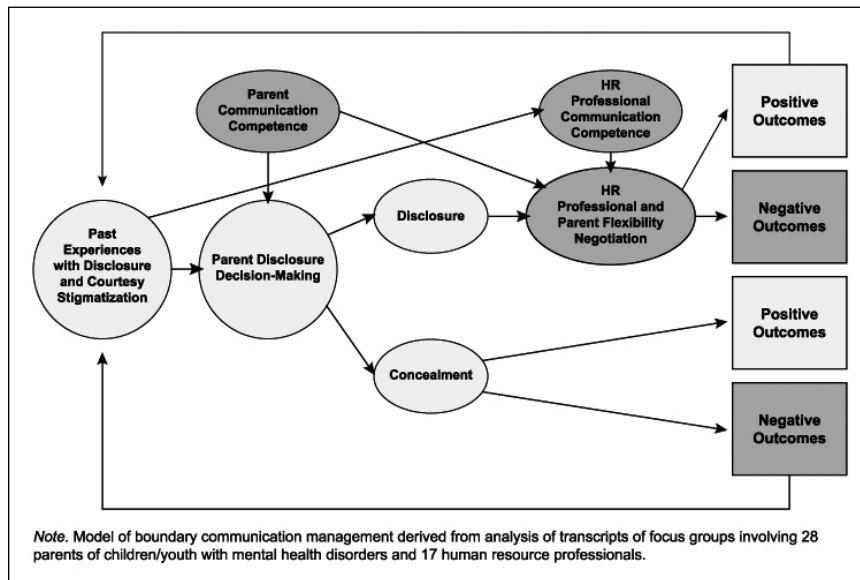 Parent
Communication
Competence
HR
Professional
Communication
Competence
Positive
Outcomes
Past
Experiences
with Disclosure
and Courtesy
Stigmatization
Parent Disclosure
Decision-Making
Disclosure
HR
Professional and
Parent Flexibility
Negotiation
Negative
Outcomes
Concealment
Positive
Outcomes
Negative
Outcomes
Note. Model of boundary communication management derived from analysis of transcripts of focus groups involving 28
parents of children/youth with mental health disorders and 17 human resource professionals.